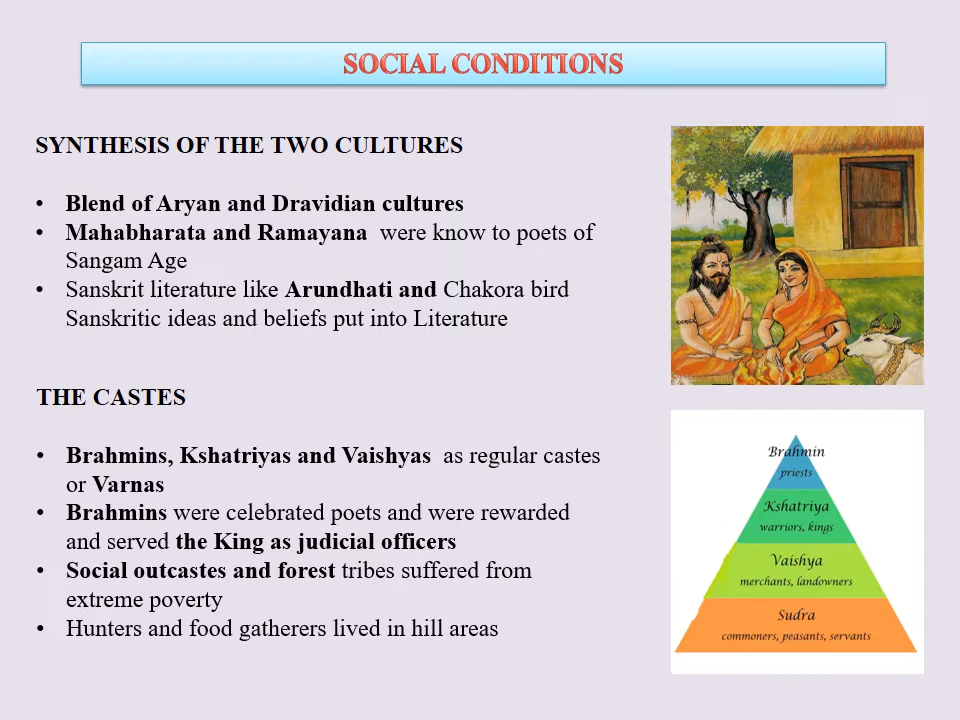 SOCIAL CONDITIONS
SYNTHESIS OF THE TWO CULTURES
• Blend of Aryan and Dravidian cultures
• Mahabharata and Ramayana were know to poets of
Sangam Age
• Sanskrit literature like Arundhati and Chakora bird
Sanskritic ideas and beliefs put into Literature
THE CASTES
• Brahmins, Kshatriyas and Vaishyas as regular castes
or Varnas
• Brahmins were celebrated poets and were rewarded
and served the King as judicial officers
• Social outcastes and forest tribes suffered from
extreme poverty
• Hunters and food gatherers lived in hill areas
Brahmin
priests
Kshatriya
warriors, kings
Vaishya
merchants, landowners
Sudra
commoners, peasants, servants